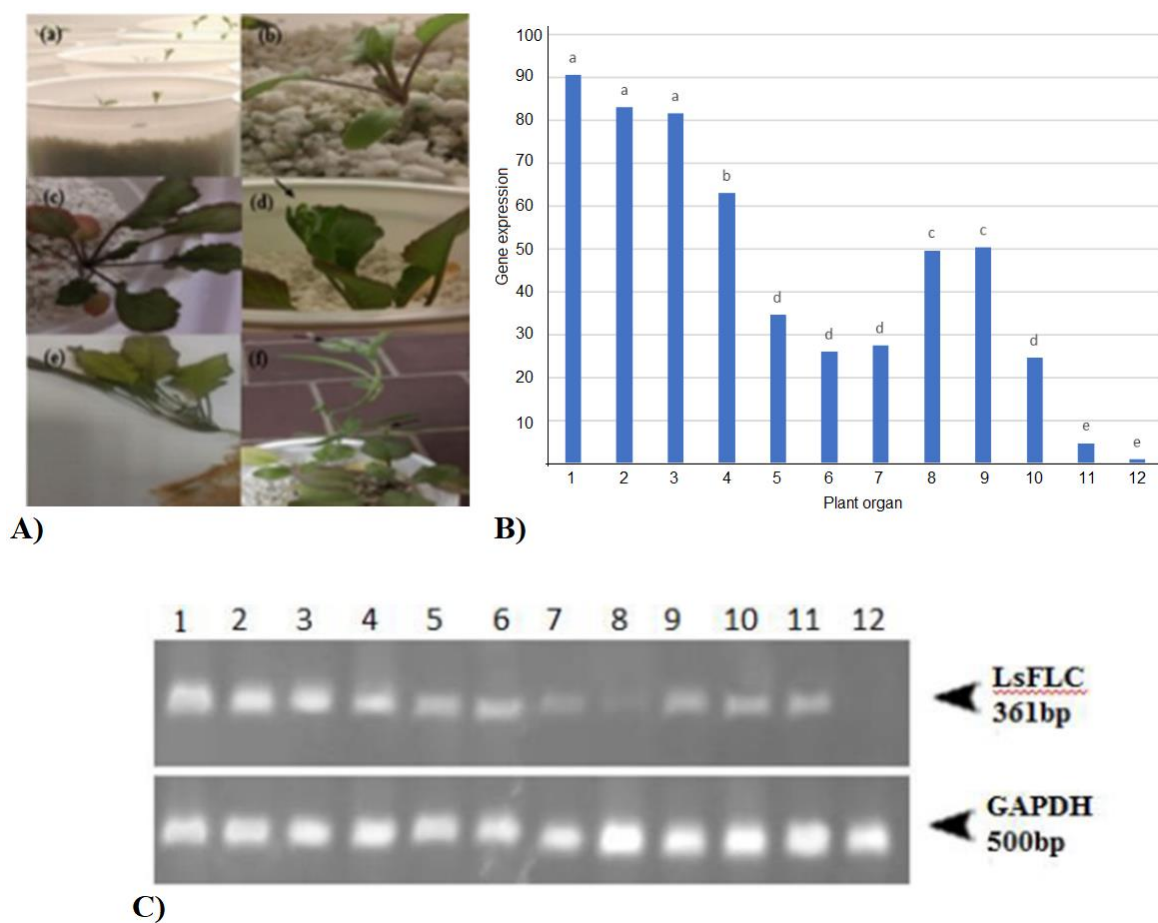 (a)
(b)
(c)
(d)
(e)
(f)
A)
100
90
80
70
60
50
40
30
20
10
Gene expression
a
a
a
b
d
d
d
c
c
d
e
e
1 2 3 4 5 6 7 8 9 10 11 12
Plant organ
B)
1 2 3 4 5 6 7 8 9 10 11 12
LsFLC
361bp
GAPDH
500bp
C)